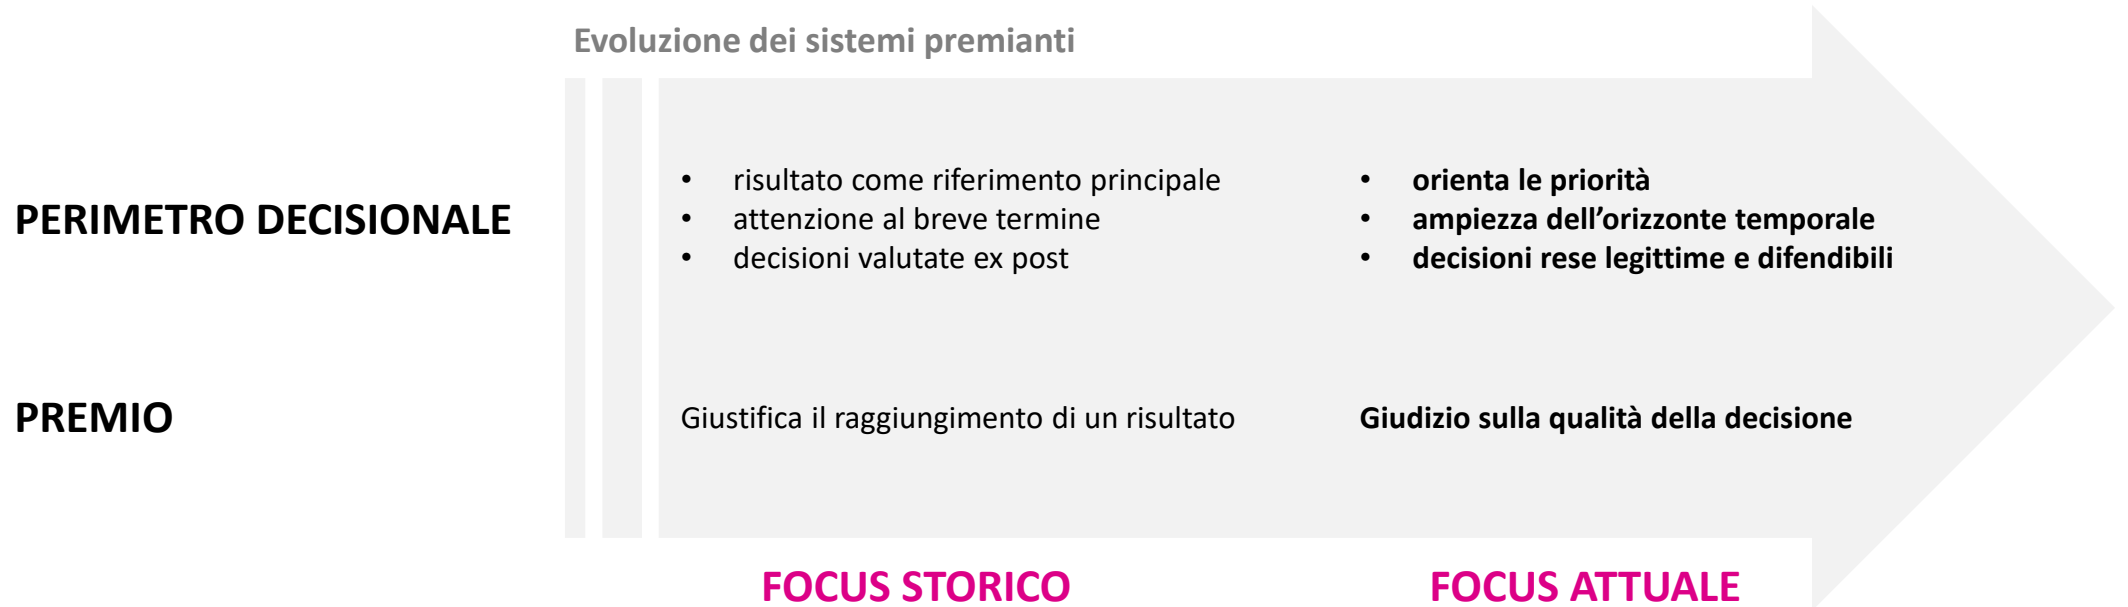 Evoluzione dei sistemi premianti
PERIMETRO DECISIONALE
• risultato come riferimento principale
• attenzione al breve termine
• decisioni valutate ex post
• orienta le priorità
• ampiezza dell’orizzonte temporale
• decisioni rese legittime e difendibili
PREMIO
Giustifica il raggiungimento di un risultato
Giudizio sulla qualità della decisione
FOCUS STORICO
FOCUS ATTUALE